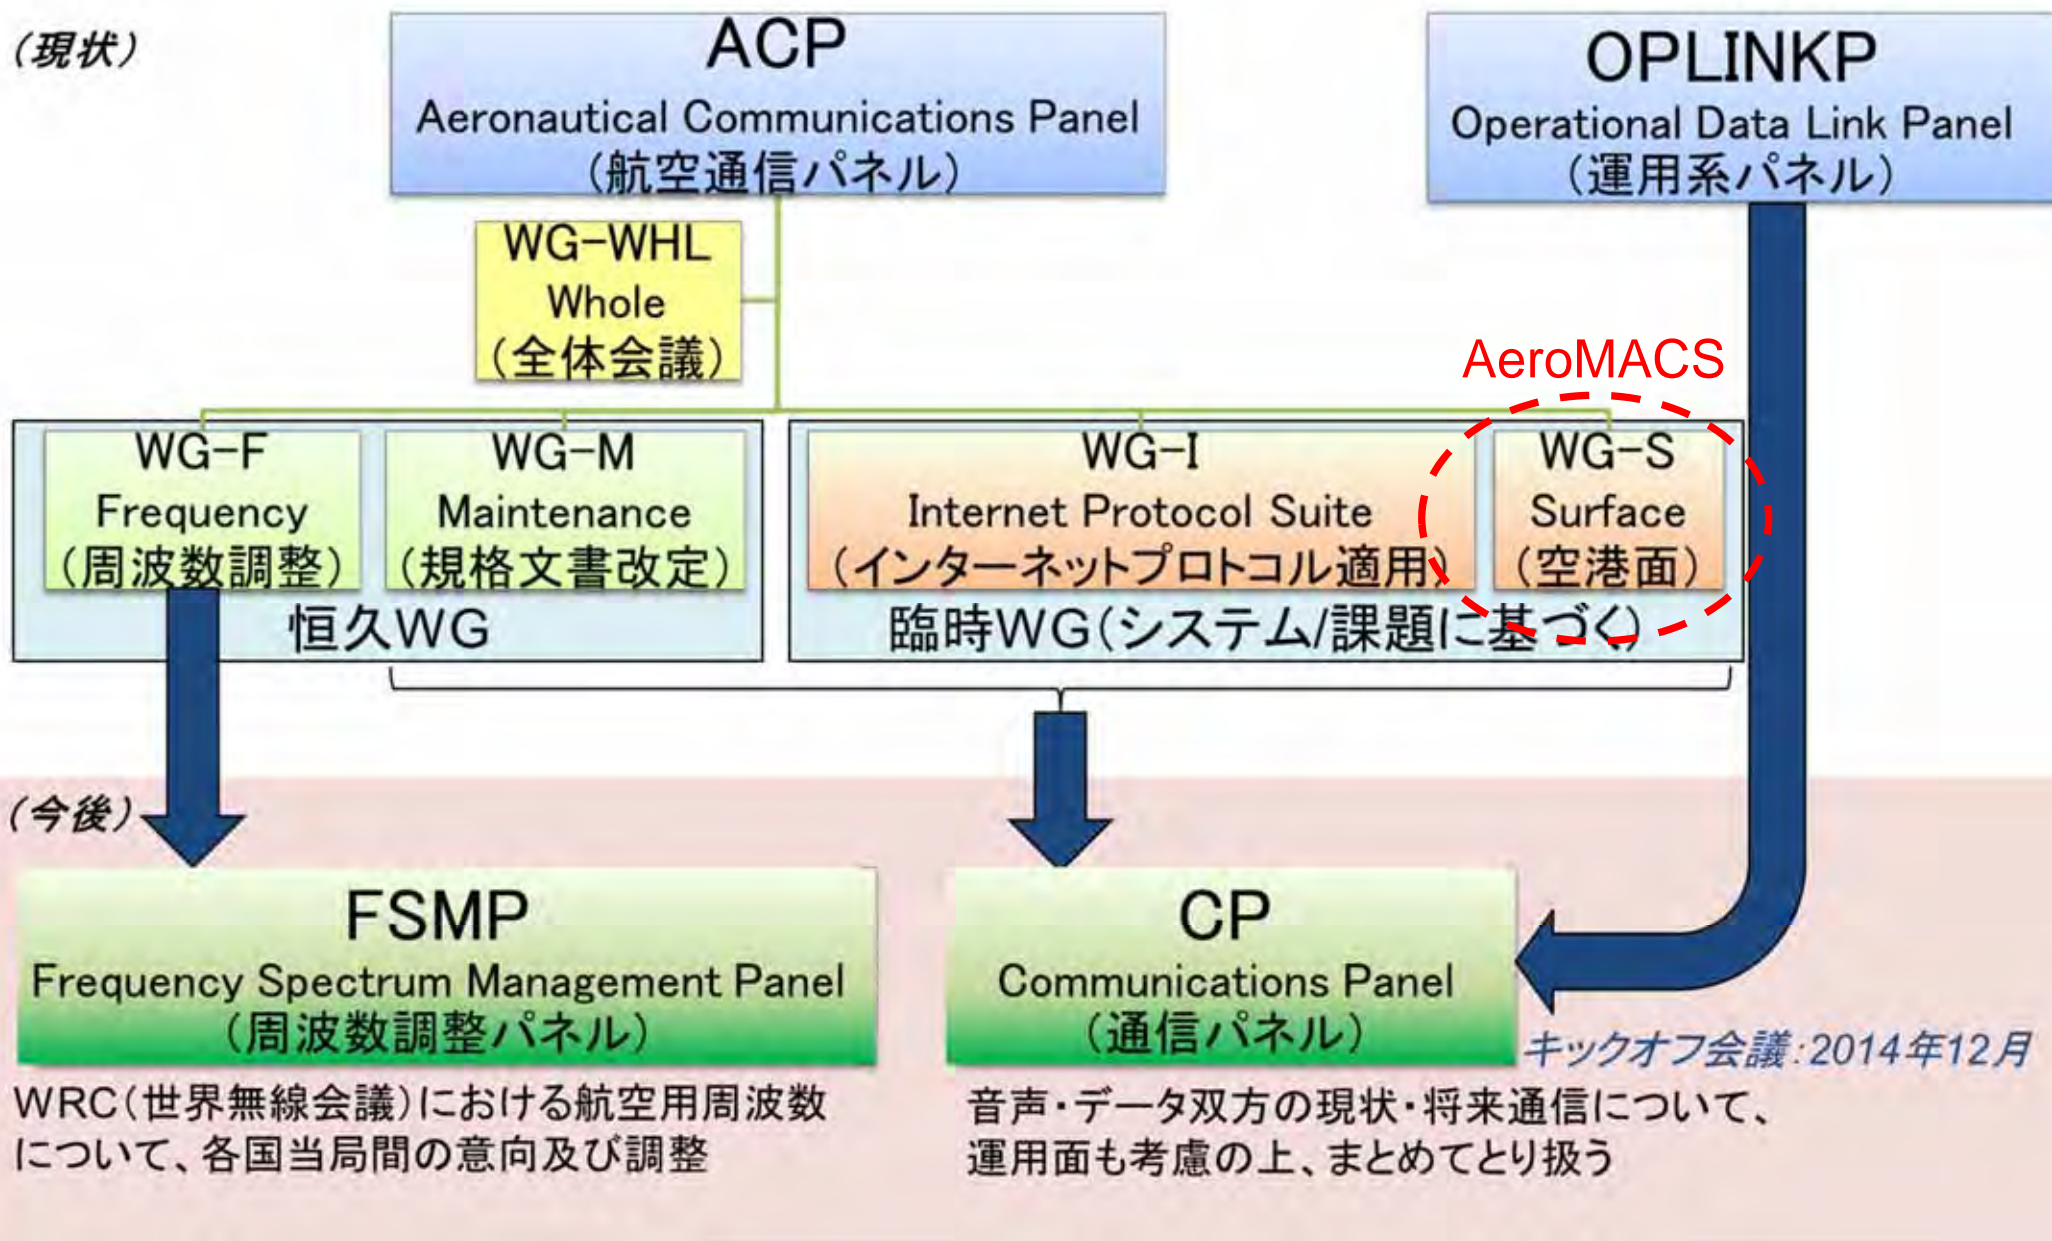 (現状)
ACP
Aeronautical Communications Panel
(航空通信パネル)
OPLINKP
Operational Data Link Panel
(運用系パネル)
WG-WHL
Whole
(全体会議)
AeroMACS
WG-F
Frequency
(周波数調整)
WG-M
Maintenance
(規格文書改定)
恒久WG
WG-I
Internet Protocol Suite
(インターネットプロトコル適用)
WG-S
Surface
(空港面)
臨時WG(システム/課題に基づく)
(今後)
FSMP
Frequency Spectrum Management Panel
(周波数調整パネル)
WRC(世界無線会議)における航空用周波数
について、各国当局間の意向及び調整
CP
Communications Panel
(通信パネル)
キックオフ会議:2014年12月
音声・データ双方の現状・将来通信について、
運用面も考慮の上、まとめてとり扱う